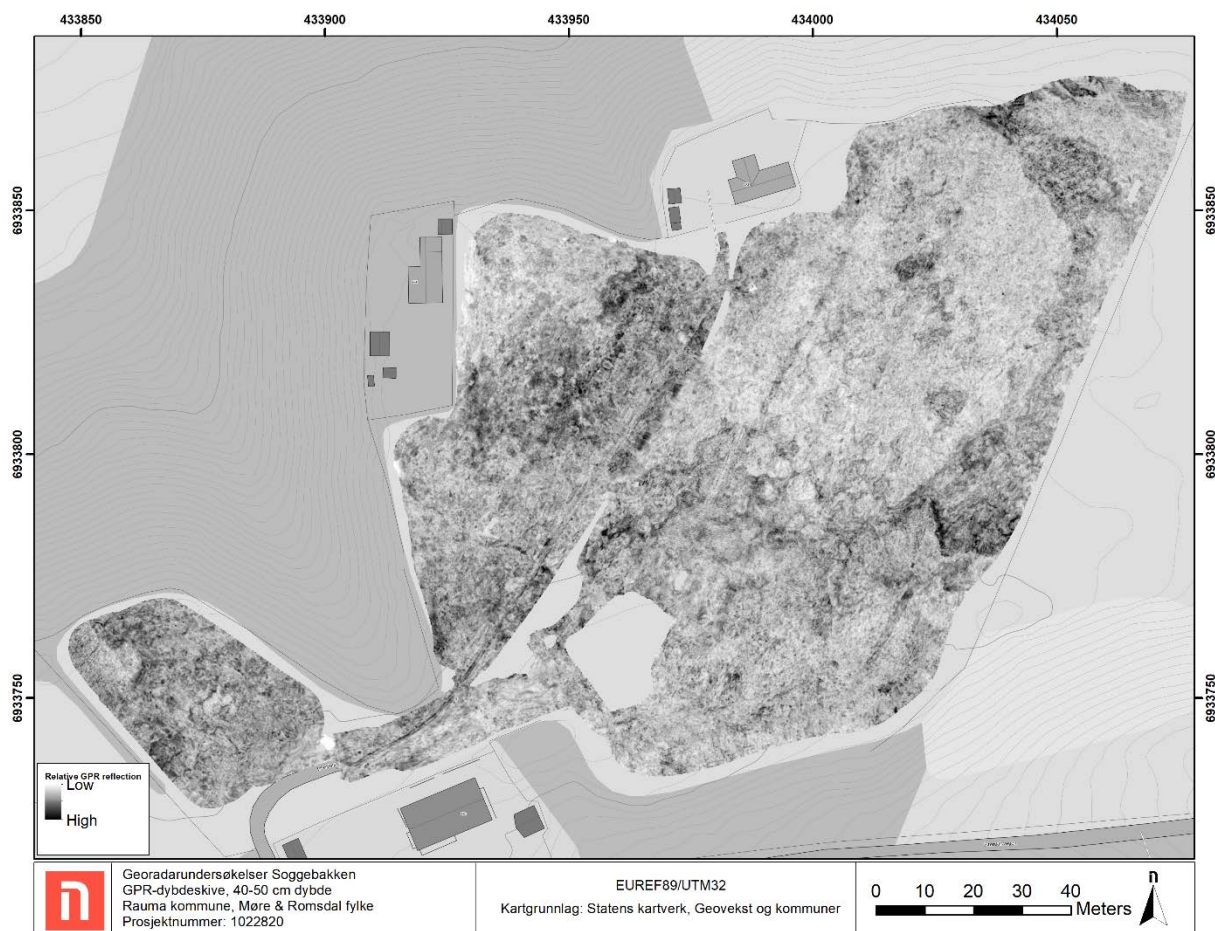 433850 433900 433950 434000 434050
6933850 6933850
6933800 6933800
6933750 6933750
Relative GPR reflection
Low
High
n
Georadarundersøkelser Soggebakken
GPR-dybdeskive, 40-50 cm dybde
Rauma kommune, Møre & Romsdal fylke
Prosjektnummer: 1022820
EUREF89/UTM32
Kartgrunnlag: Statens kartverk, Geovekst og kommuner
0 10 20 30 40
Meters
n